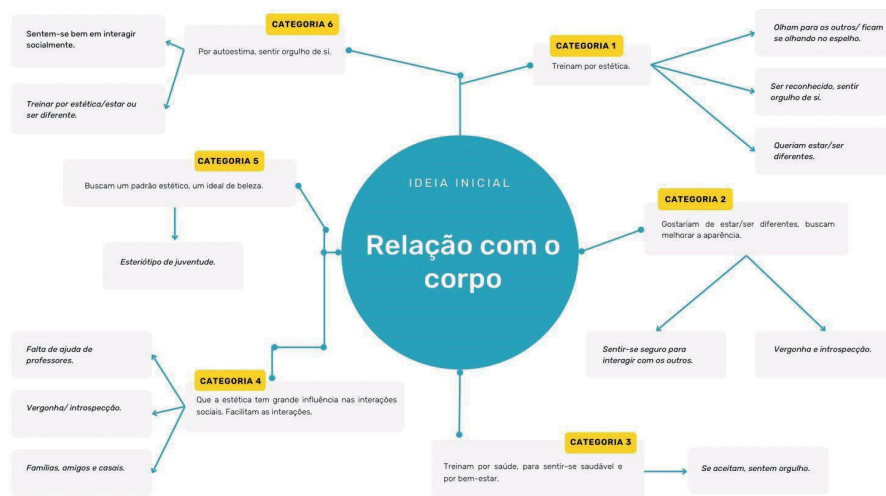 IDEIA INICIAL
Relação com o
corpo
CATEGORIA 1
Treinam por estética.
Olham para os outros/ ficam
se olhando no espelho.
Ser reconhecido, sentir
orgulho de si.
Queriam estar/ser
diferentes.
CATEGORIA 2
Gostariam de estar/ser diferentes, buscam
melhorar a aparência.
Sentir-se seguro para
interagir com os outros.
Vergonha e introspecção.
CATEGORIA 3
Treinam por saúde, para sentir-se saudável e
por bem-estar.
Se aceitam, sentem orgulho.
CATEGORIA 4
Que a estética tem grande influência nas interações
sociais. Facilitam as interações.
Falta de ajuda de
professores.
Vergonha/ introspecção.
Famílias, amigos e casais.
CATEGORIA 5
Buscam um padrão estético, um ideal de beleza.
Esteriótipo de juventude.
CATEGORIA 6
Por autoestima, sentir orgulho de si.
Sentem-se bem em interagir
socialmente.
Treinar por estética/estar ou
ser diferente.